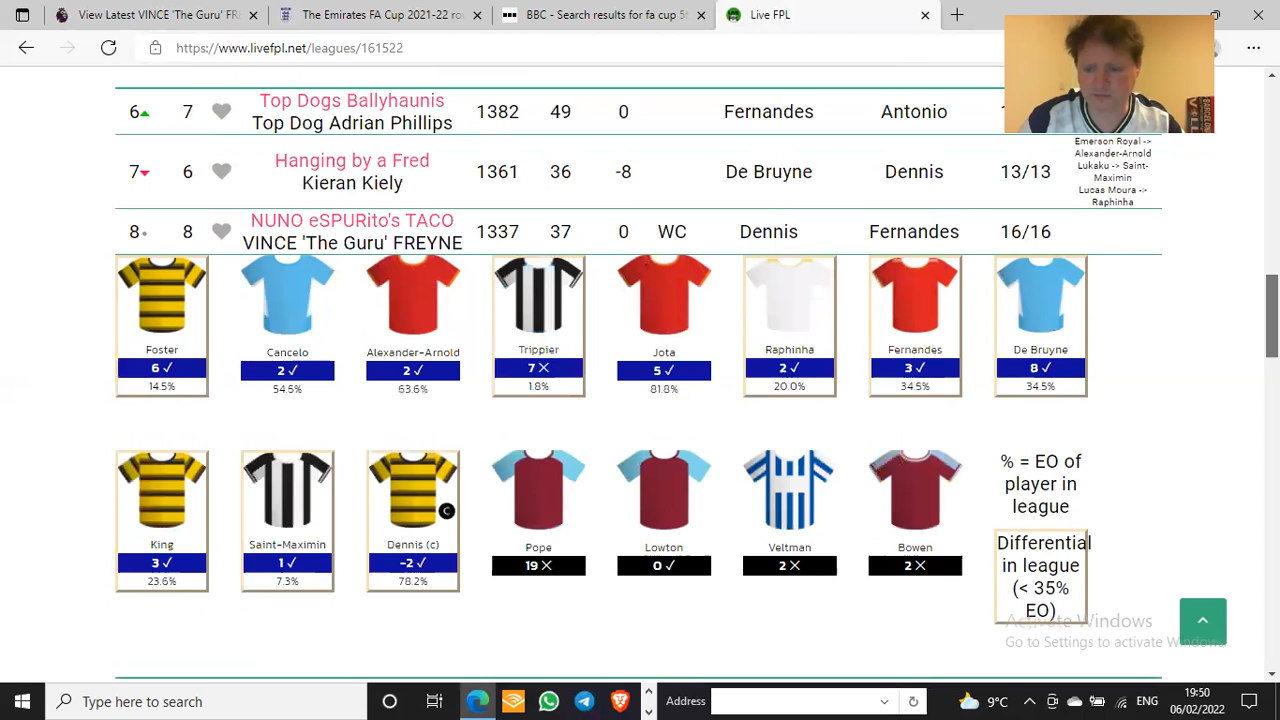 View Latest VINCE 'The Guru' FRE
The Emirates FA Cup 2021-22 ro
BBC - Search results for fa cup 5t
Live FPL
https://www.livefpl.net/leagues/161522
6 7 Top Dogs Ballyhaunis 1382 49 0 Fernandes Antonio
Top Dog Adrian Phillips
7 6 Hanging by a Fred 1361 36 -8 De Bruyne Dennis 13/13
Kieran Kiely
Emerson Royal ->
Alexander-Arnold
Lukaku -> Saint-
Maximin
Lucas Moura ->
Raphinha
8 8 NUNO eSPURito's TACO 1337 37 0 WC Dennis Fernandes 16/16
VINCE 'The Guru' FREYNE
Foster Cancelo Alexander-Arnold Trippier Jota Raphinha Fernandes De Bruyne
6 ✓ 2 ✓ 2 ✓ 7 ✕ 5 ✓ 2 ✓ 3 ✓ 8 ✓
14.5% 54.5% 63.6% 1.8% 81.8% 20.0% 34.5% 34.5%
C
King Saint-Maximin Dennis (c) Pope Lowton Veltman Bowen
3 ✓ 1 ✓ -2 ✓ 19 ✕ 0 ✓ 2 ✕ 2 ✕
23.6% 7.3% 78.2%
% = EO of
player in
league
Differential
in league
(< 35%
EO)
Activate Windows
Go to Settings to activate Windows.
Type here to search
Address
9°C
ENG
19:50
06/02/2022